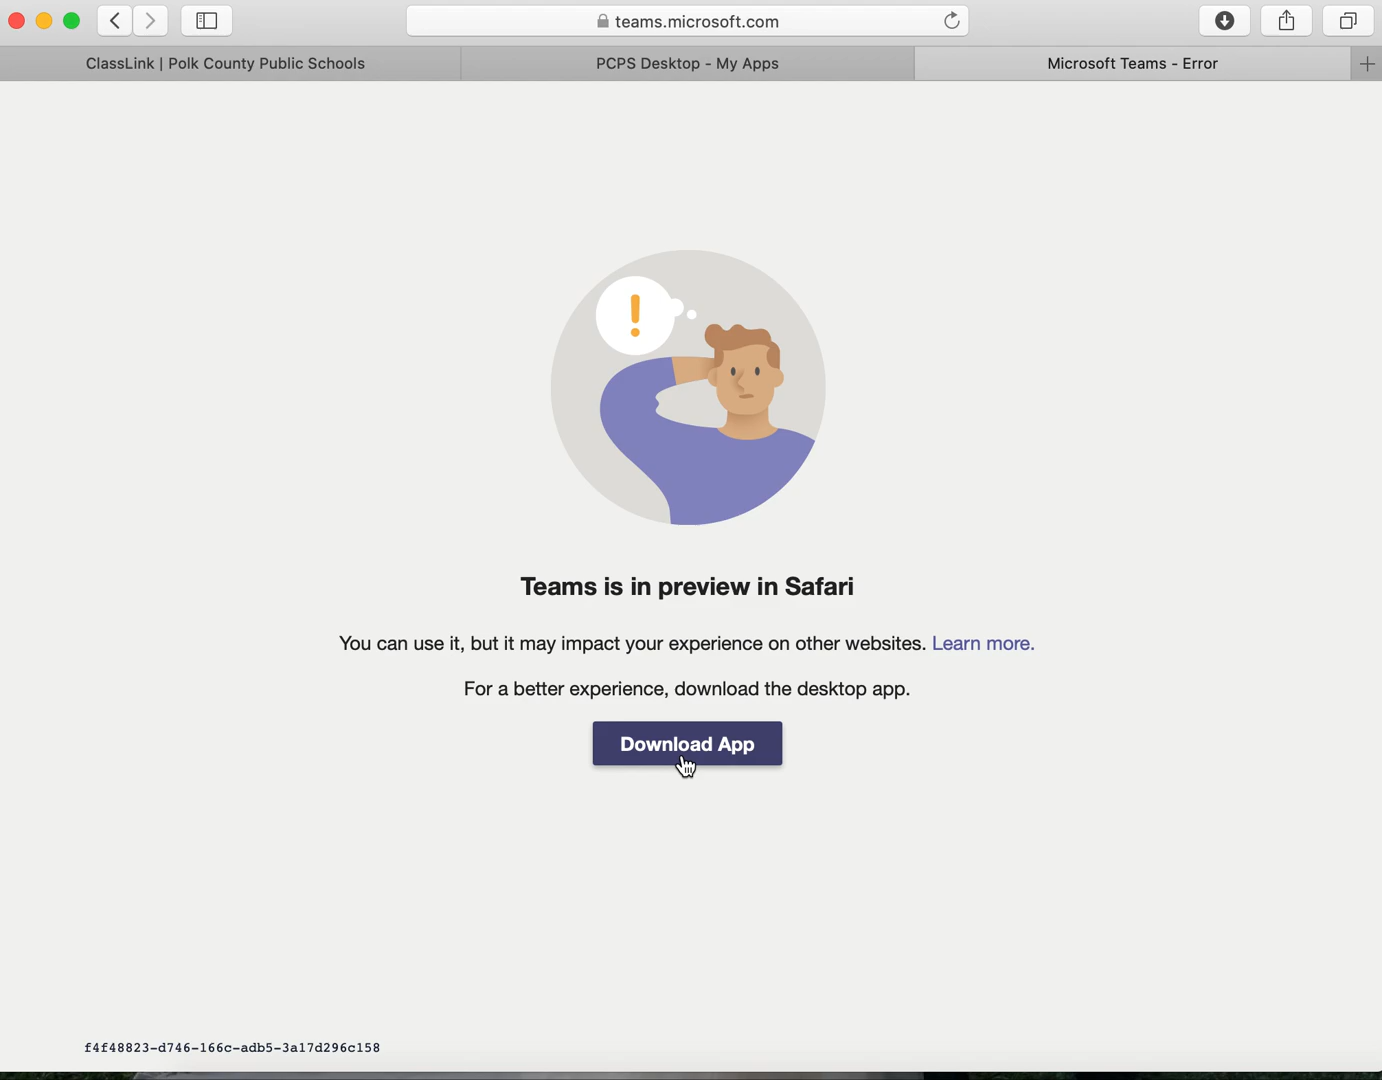 teams.microsoft.com
ClassLink | Polk County Public Schools
PCPS Desktop - My Apps
Microsoft Teams - Error
!
Teams is in preview in Safari
You can use it, but it may impact your experience on other websites. Learn more.
For a better experience, download the desktop app.
Download App
f4f48823-d746-166c-adb5-3a17d296c158